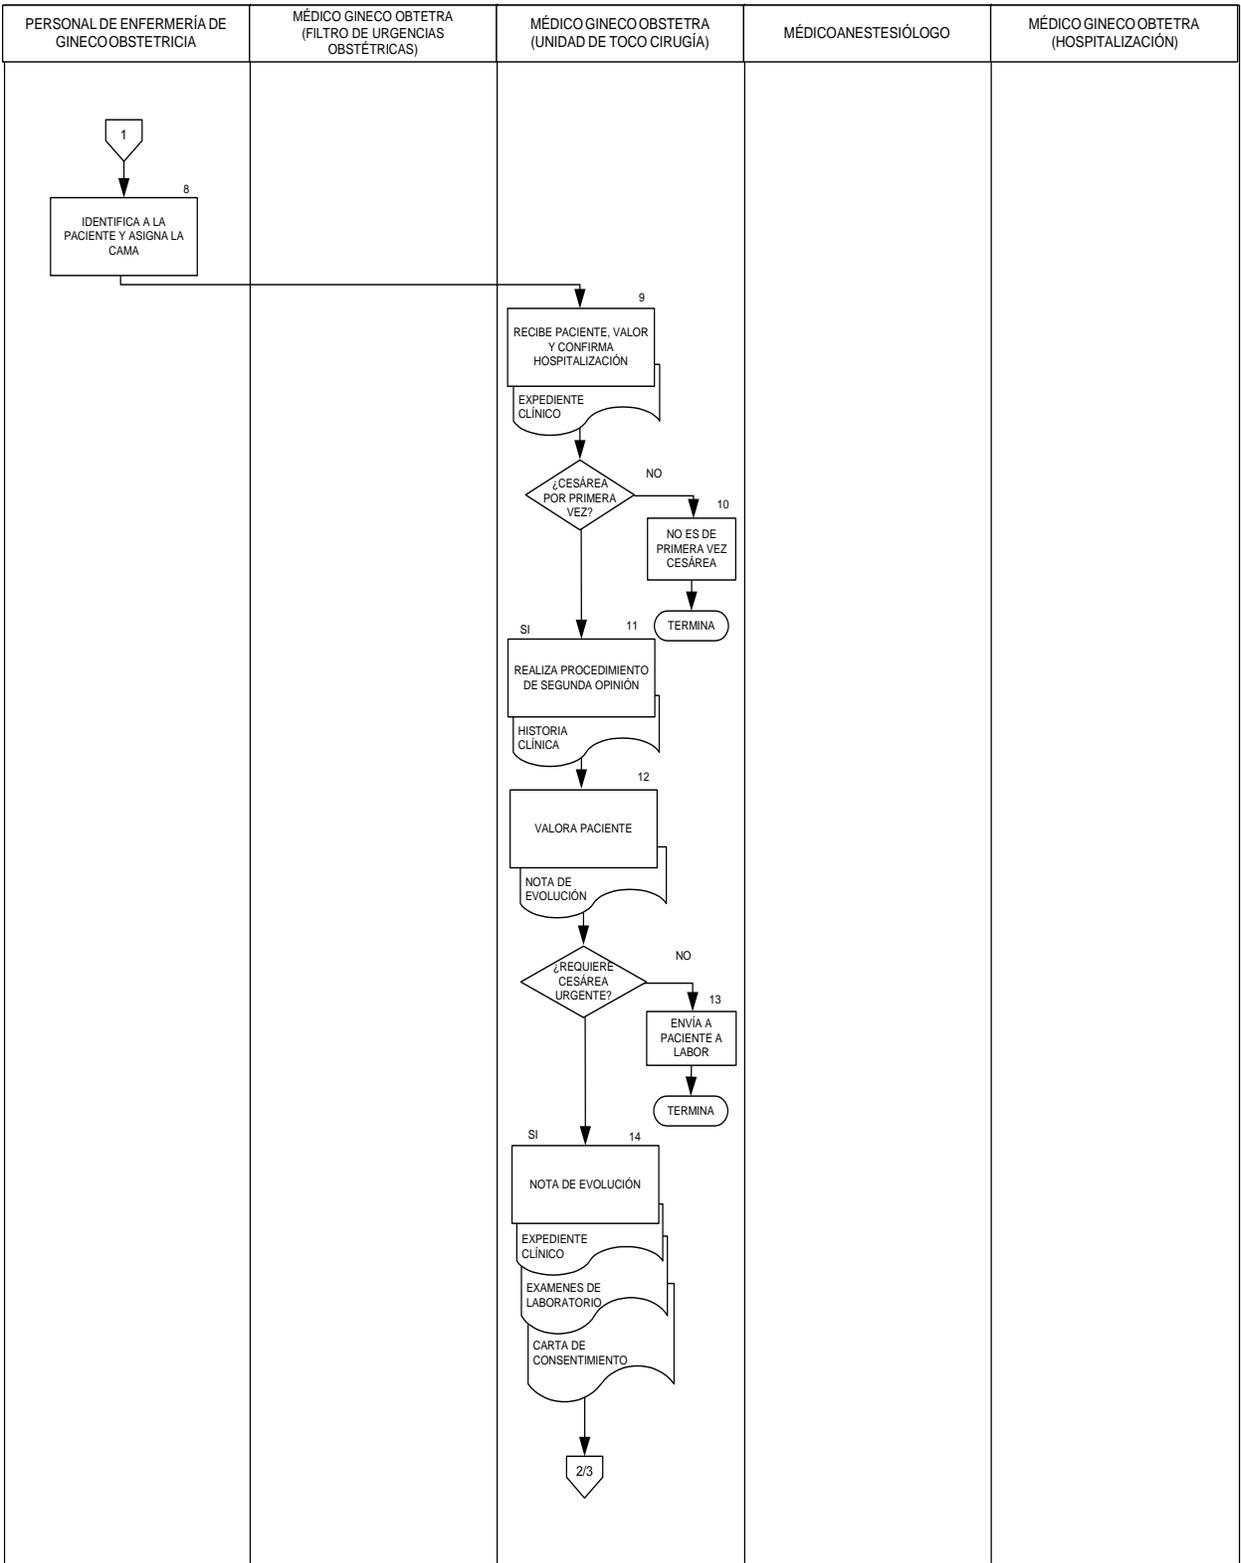 PERSONAL DE ENFERMERÍA DE
GINECO OBSTETRICIA
MÉDICO GINECO OBTETRA
(FILTRO DE URGENCIAS
OBSTÉTRICAS)
MÉDICO GINECO OBSTETRA
(UNIDAD DE TOCO CIRUGÍA)
MÉDICO ANESTESIÓLOGO
MÉDICO GINECO OBTETRA
(HOSPITALIZACIÓN)
1
8
IDENTIFICA A LA
PACIENTE Y ASIGNA LA
CAMA
9
RECIBE PACIENTE, VALOR
Y CONFIRMA
HOSPITALIZACIÓN
EXPEDIENTE
CLÍNICO
¿CESÁREA
POR PRIMERA
VEZ?
NO
10
NO ES DE
PRIMERA VEZ
CESÁREA
TERMINA
SI
11
REALIZA PROCEDIMIENTO
DE SEGUNDA OPINIÓN
HISTORIA
CLÍNICA
12
VALORA PACIENTE
NOTA DE
EVOLUCIÓN
¿REQUIERE
CESÁREA
URGENTE?
NO
13
ENVÍA A
PACIENTE A
LABOR
TERMINA
SI
14
NOTA DE EVOLUCIÓN
EXPEDIENTE
CLÍNICO
EXAMENES DE
LABORATORIO
CARTA DE
CONSENTIMIENTO
2/3